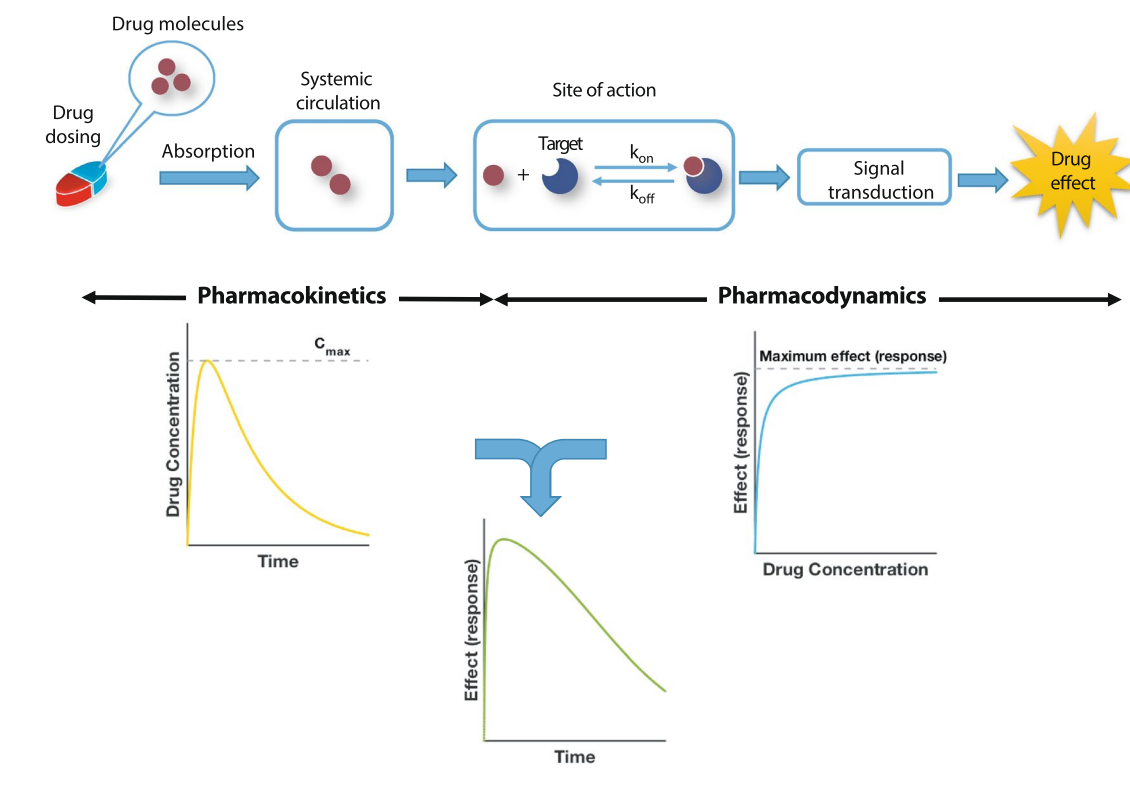 Drug molecules
Drug
dosing
Absorption
Systemic
circulation
Site of action
+
Target
kon
koff
Signal
transduction
Drug
effect
Pharmacokinetics
Pharmacodynamics
Drug Concentration
Cmax
Time
Effect (response)
Maximum effect (response)
Drug Concentration
Effect (response)
Time